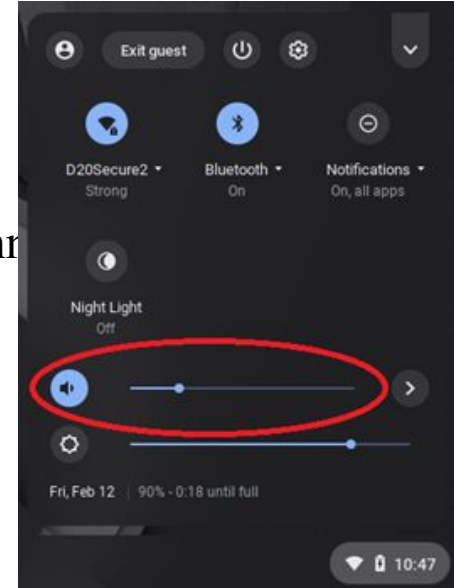 Exit guest
D20Secure2 Bluetooth Notifications
Strong On On, all apps
Night Light
Off
Fri, Feb 12 90% - 0:18 until full
10:47